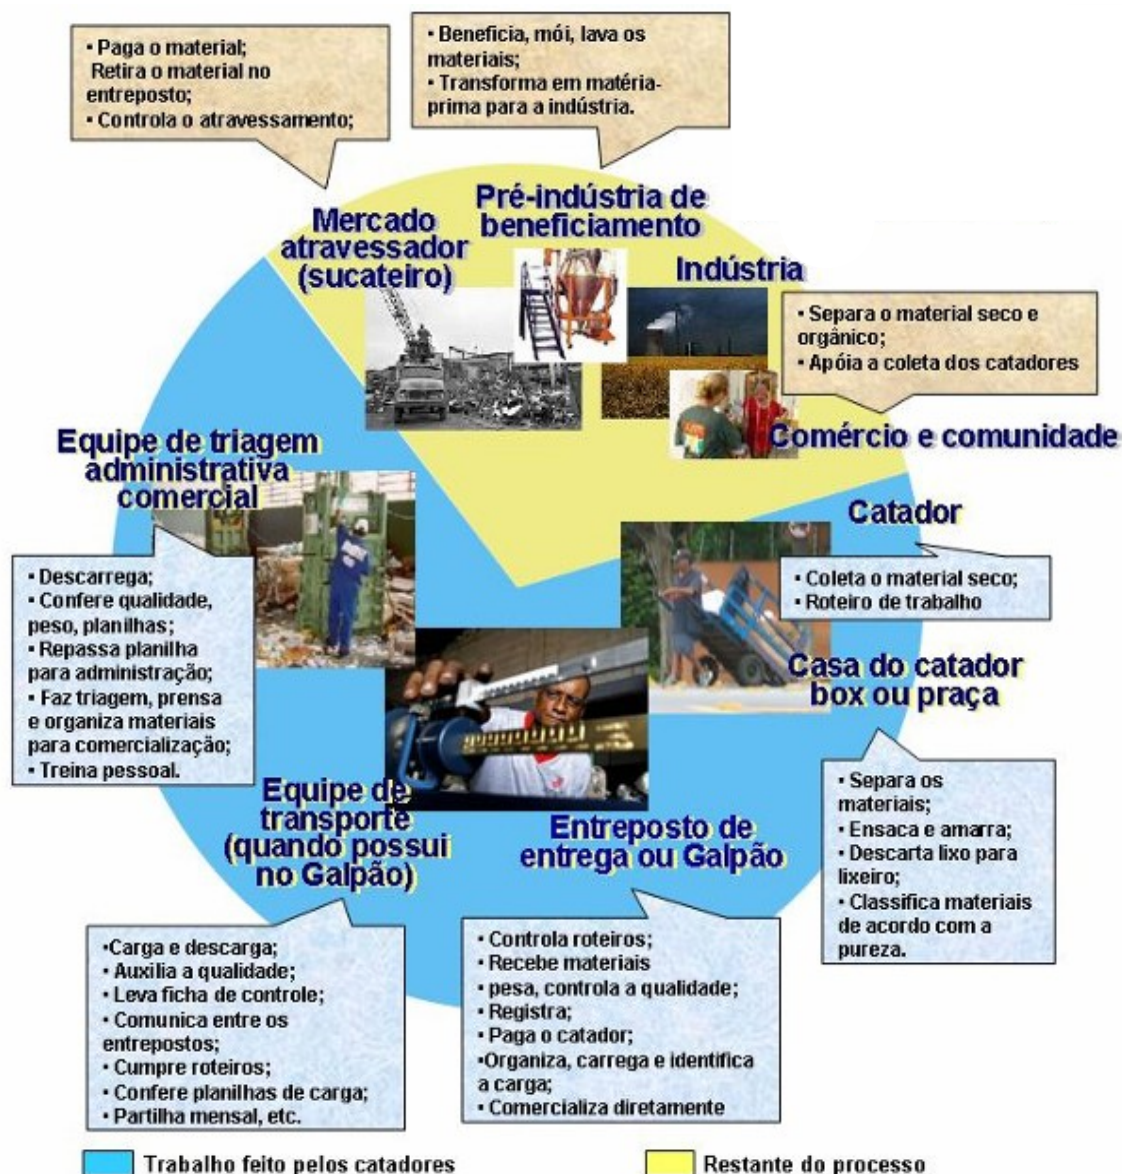 ▪ Paga o material;
Retira o material no
entreposto;
▪ Controla o atravessamento;
▪ Beneficia, mói, lava os
materiais;
▪ Transforma em matéria-
prima para a indústria.
Mercado
atravessador
(sucateiro)
Pré-indústria de
beneficiamento
Indústria
▪ Separa o material seco e
orgânico;
▪ Apóia a coleta dos catadores
Comércio e comunidade
Equipe de triagem
administrativa
comercial
Catador
▪ Coleta o material seco;
▪ Roteiro de trabalho
▪ Descarrega;
▪ Confere qualidade,
peso, planilhas;
▪ Repassa planilha
para administração;
▪ Faz triagem, prensa
e organiza materiais
para comercialização;
▪ Treina pessoal.
Casa do catador
box ou praça
▪ Separa os
materiais;
▪ Ensaca e amarra;
▪ Descarta lixo para
lixeiro;
▪ Classifica materiais
de acordo com a
pureza.
Equipe de
transporte
(quando possui
no Galpão)
Entreposto de
entrega ou Galpão
▪Carga e descarga;
▪ Auxilia a qualidade;
▪ Leva ficha de controle;
▪ Comunica entre os
entrepostos;
▪ Cumpre roteiros;
▪ Confere planilhas de carga;
▪ Partilha mensal, etc.
▪ Controla roteiros;
▪ Recebe materiais
▪ pesa, controla a qualidade;
▪ Registra;
▪ Paga o catador;
▪Organiza, carrega e identifica
a carga;
▪ Comercializa diretamente
Trabalho feito pelos catadores
Restante do processo